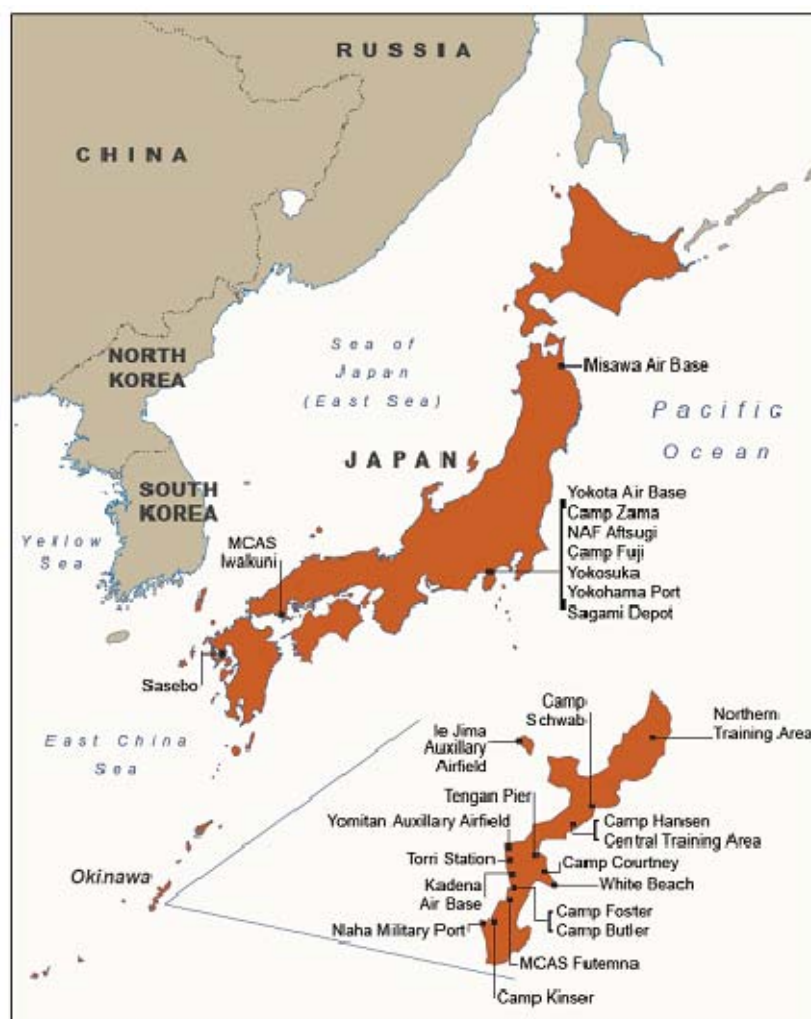 RUSSIA
CHINA
NORTH
KOREA
Sea of
Japan
(East Sea)
Misawa Air Base
Pacific
Ocean
JAPAN
SOUTH
KOREA
Yellow
Sea
MCAS
Iwakuni
Yokota Air Base
Camp Zama
NAF Aftsugi
Camp Fuji
Yokosuka
Yokohama Port
Sagami Depot
Sasebo
East China
Sea
Okinawa
Ie Jima
Auxillary
Airfield
Camp
Schwab
Northern
Training Area
Tengan Pier
Yomitan Auxillary Airfield
Camp Hansen
Central Training Area
Torri Station
Camp Courtney
Kadena
Air Base
White Beach
Camp Foster
Camp Butler
Naha Military Port
MCAS Futemna
Camp Kinser